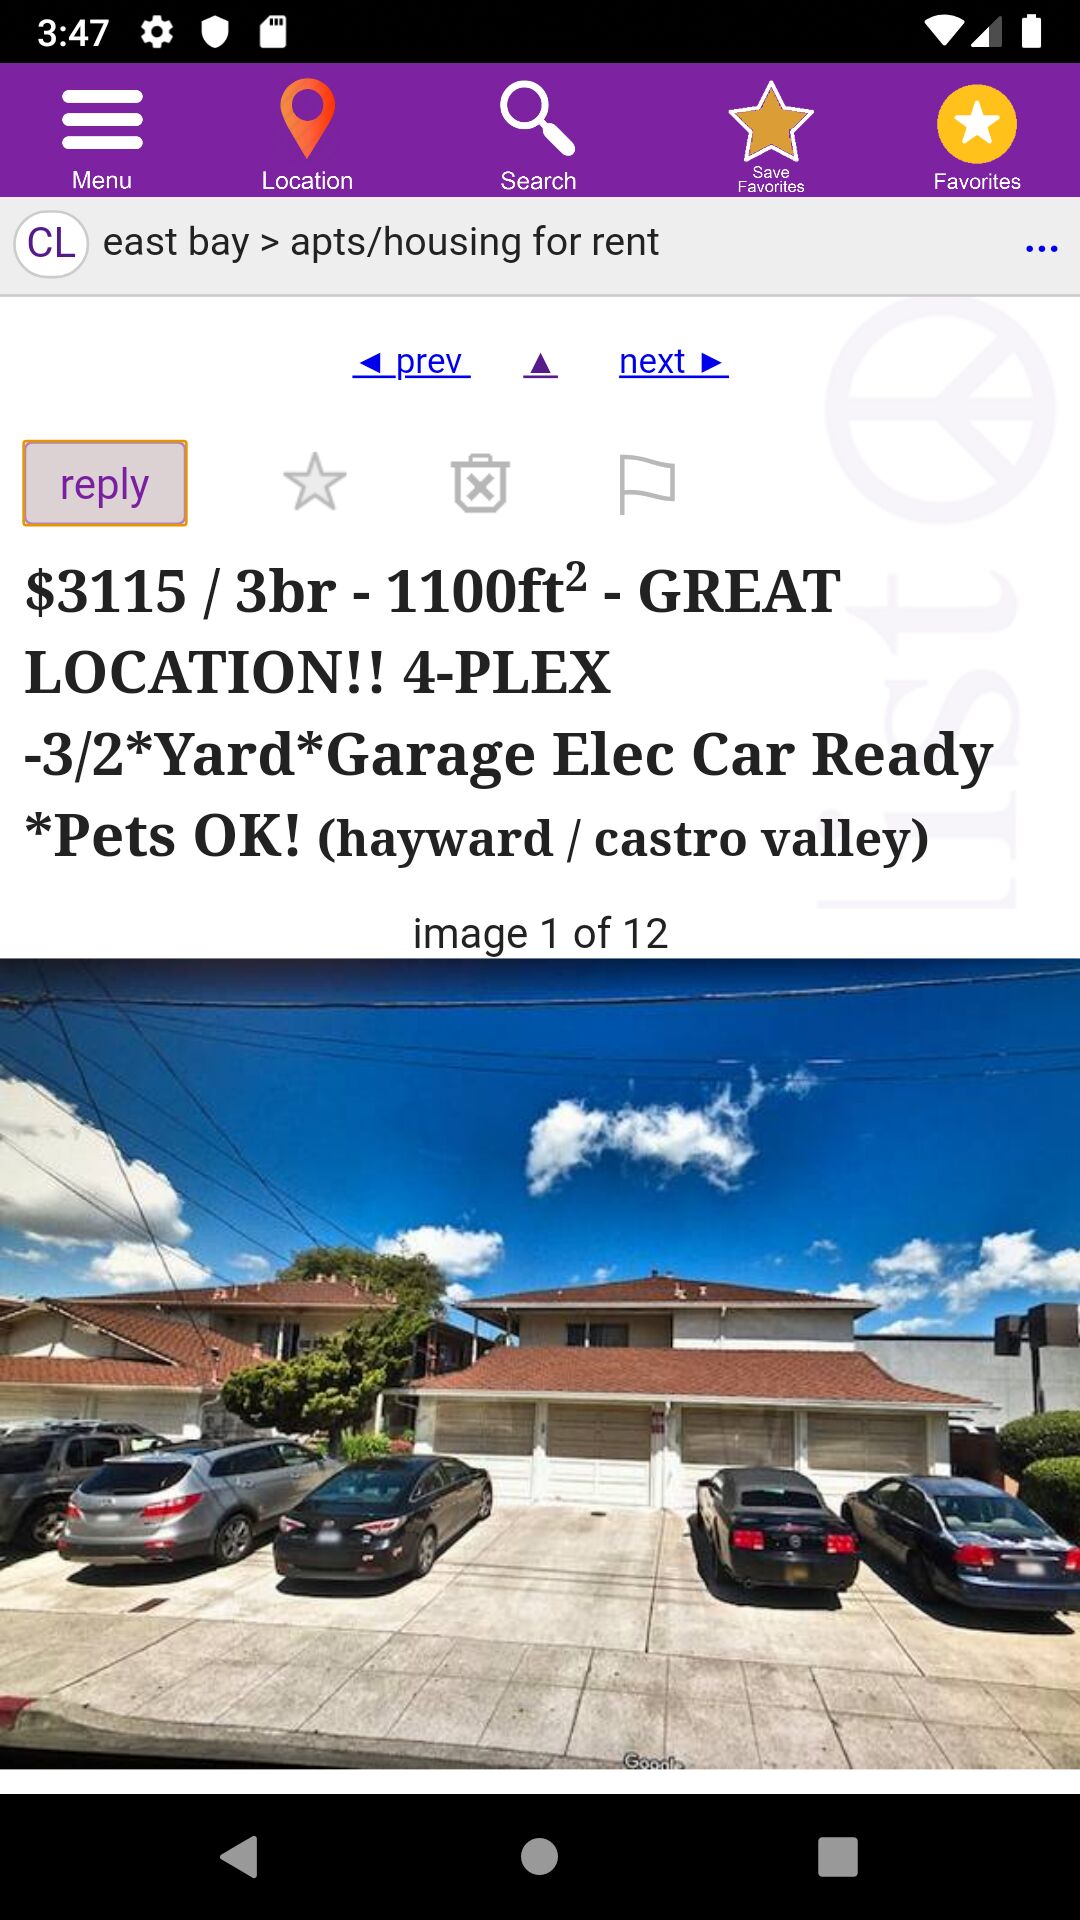 3:47
Menu
Location
Search
Save
Favorites
Favorites
CL east bay > apts/housing for rent ...
◄ prev ▲ next ►
reply
$3115 / 3br - 1100ft² - GREAT
LOCATION!! 4-PLEX
-3/2*Yard*Garage Elec Car Ready
*Pets OK! (hayward / castro valley)
list
image 1 of 12
Google